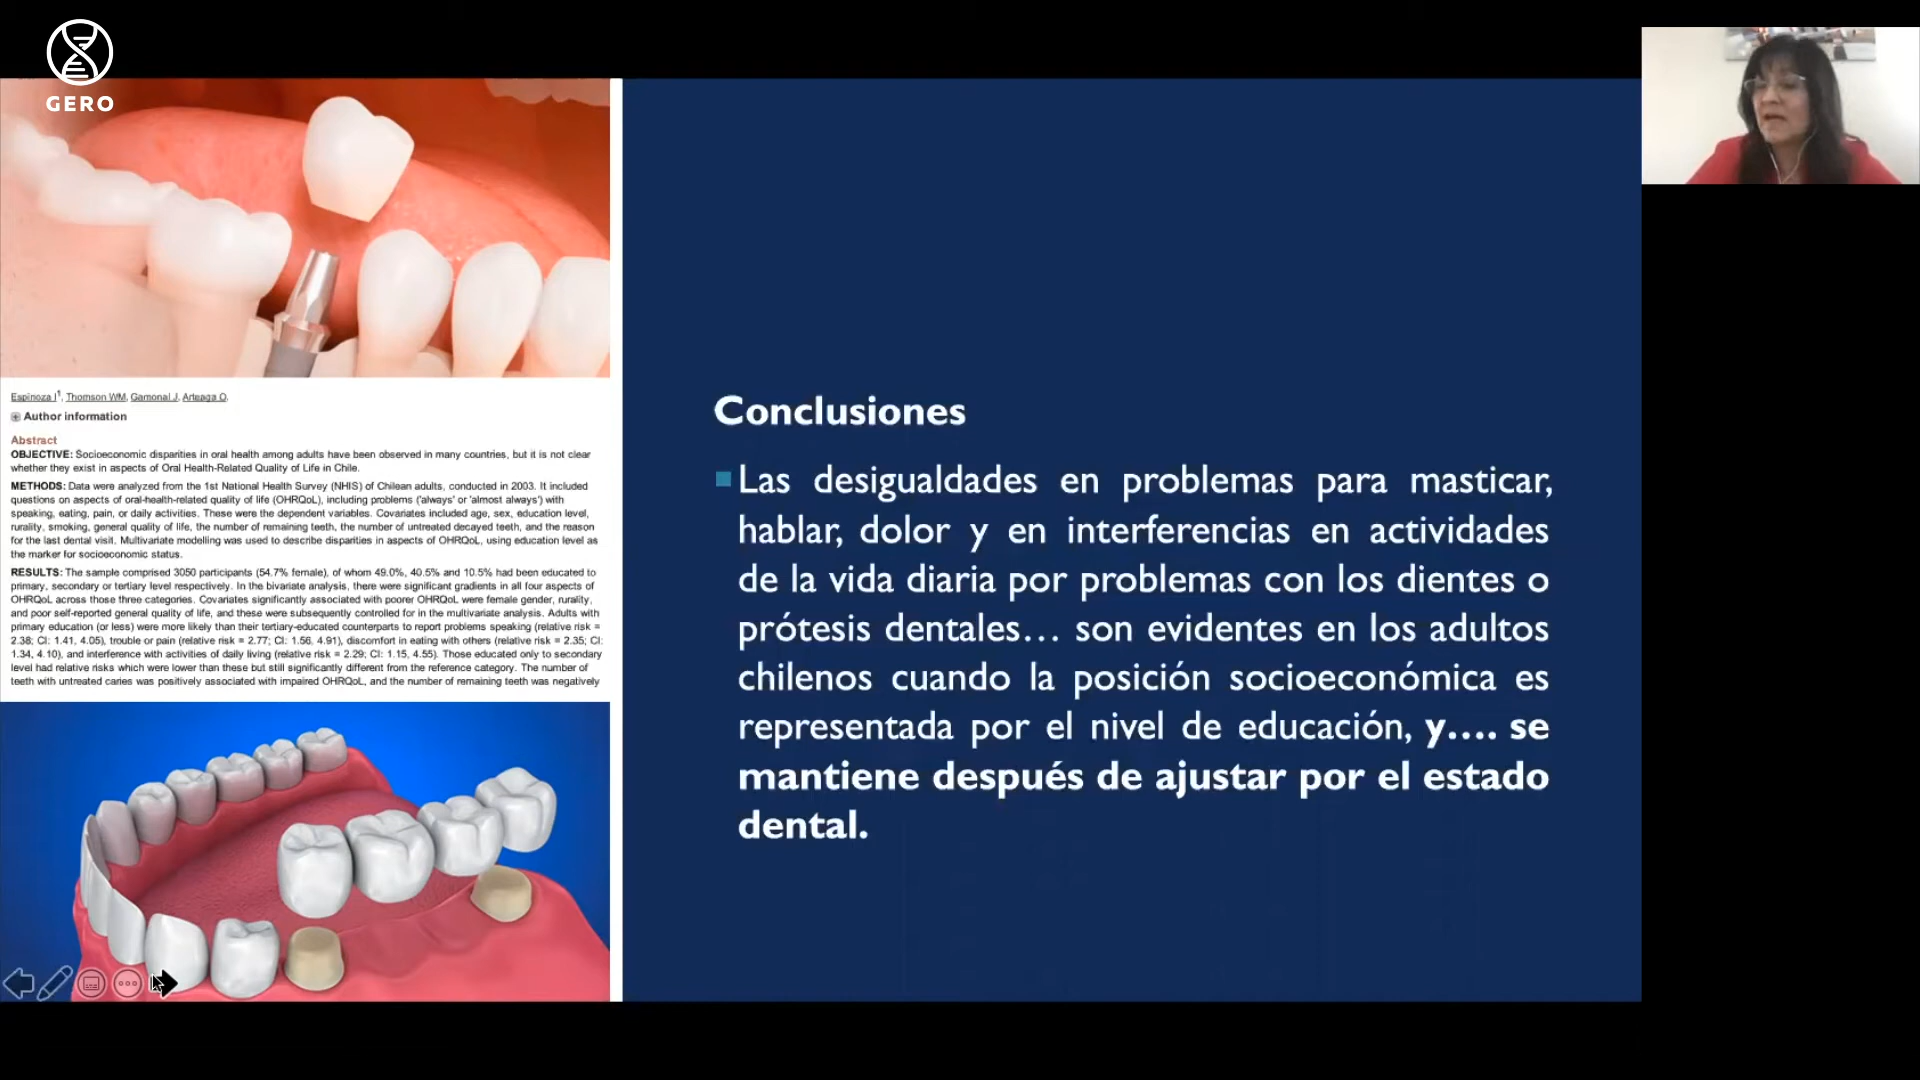 GERO
Espinoza I1, Thomson WM, Gamonal J, Arteaga O.
Author information
Abstract
OBJECTIVE: Socioeconomic disparities in oral health among adults have been observed in many countries, but it is not clear
whether they exist in aspects of Oral Health-Related Quality of Life in Chile.
METHODS: Data were analyzed from the 1st National Health Survey (NHIS) of Chilean adults, conducted in 2003. It included
questions on aspects of oral-health-related quality of life (OHRQoL), including problems ('always' or 'almost always') with
speaking, eating, pain, or daily activities. These were the dependent variables. Covariates included age, sex, education level,
rurality, smoking, general quality of life, the number of remaining teeth, the number of untreated decayed teeth, and the reason
for the last dental visit. Multivariate modelling was used to describe disparities in aspects of OHRQoL, using education level as
the marker for socioeconomic status.
RESULTS: The sample comprised 3050 participants (54.7% female), of whom 49.0%, 40.5% and 10.5% had been educated to
primary, secondary or tertiary level respectively. In the bivariate analysis, there were significant gradients in all four aspects of
OHRQoL across those three categories. Covariates significantly associated with poorer OHRQoL were female gender, rurality,
and poor self-reported general quality of life, and these were subsequently controlled for in the multivariate analysis. Adults with
primary education (or less) were more likely than their tertiary-educated counterparts to report problems speaking (relative risk =
2.38; CI: 1.41, 4.05), trouble or pain (relative risk = 2.77; CI: 1.56, 4.91), discomfort in eating with others (relative risk = 2.35; CI:
1.34, 4.10), and interference with activities of daily living (relative risk = 2.29; CI: 1.15, 4.55). Those educated only to secondary
level had relative risks which were lower than these but still significantly different from the reference category. The number of
teeth with untreated caries was positively associated with impaired OHRQoL, and the number of remaining teeth was negatively
Conclusiones
Las desigualdades en problemas para masticar,
hablar, dolor y en interferencias en actividades
de la vida diaria por problemas con los dientes o
prótesis dentales... son evidentes en los adultos
chilenos cuando la posición socioeconómica es
representada por el nivel de educación, y.... se
mantiene después de ajustar por el estado
dental.